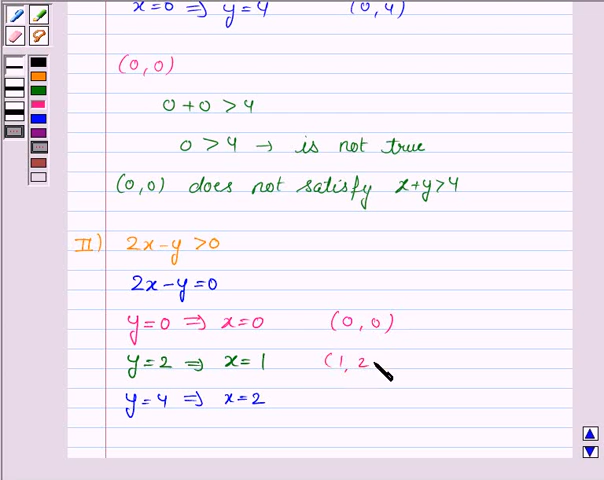 x=0 ⇒ y=4 (0,4)
(0,0)
0+0 >4
0 >4 → is not true
(0,0) does not satisfy x+y>4
II) 2x-y >0
2x-y=0
y=0 ⇒ x=0 (0,0)
y=2 ⇒ x=1 (1,2
y=4 ⇒ x=2